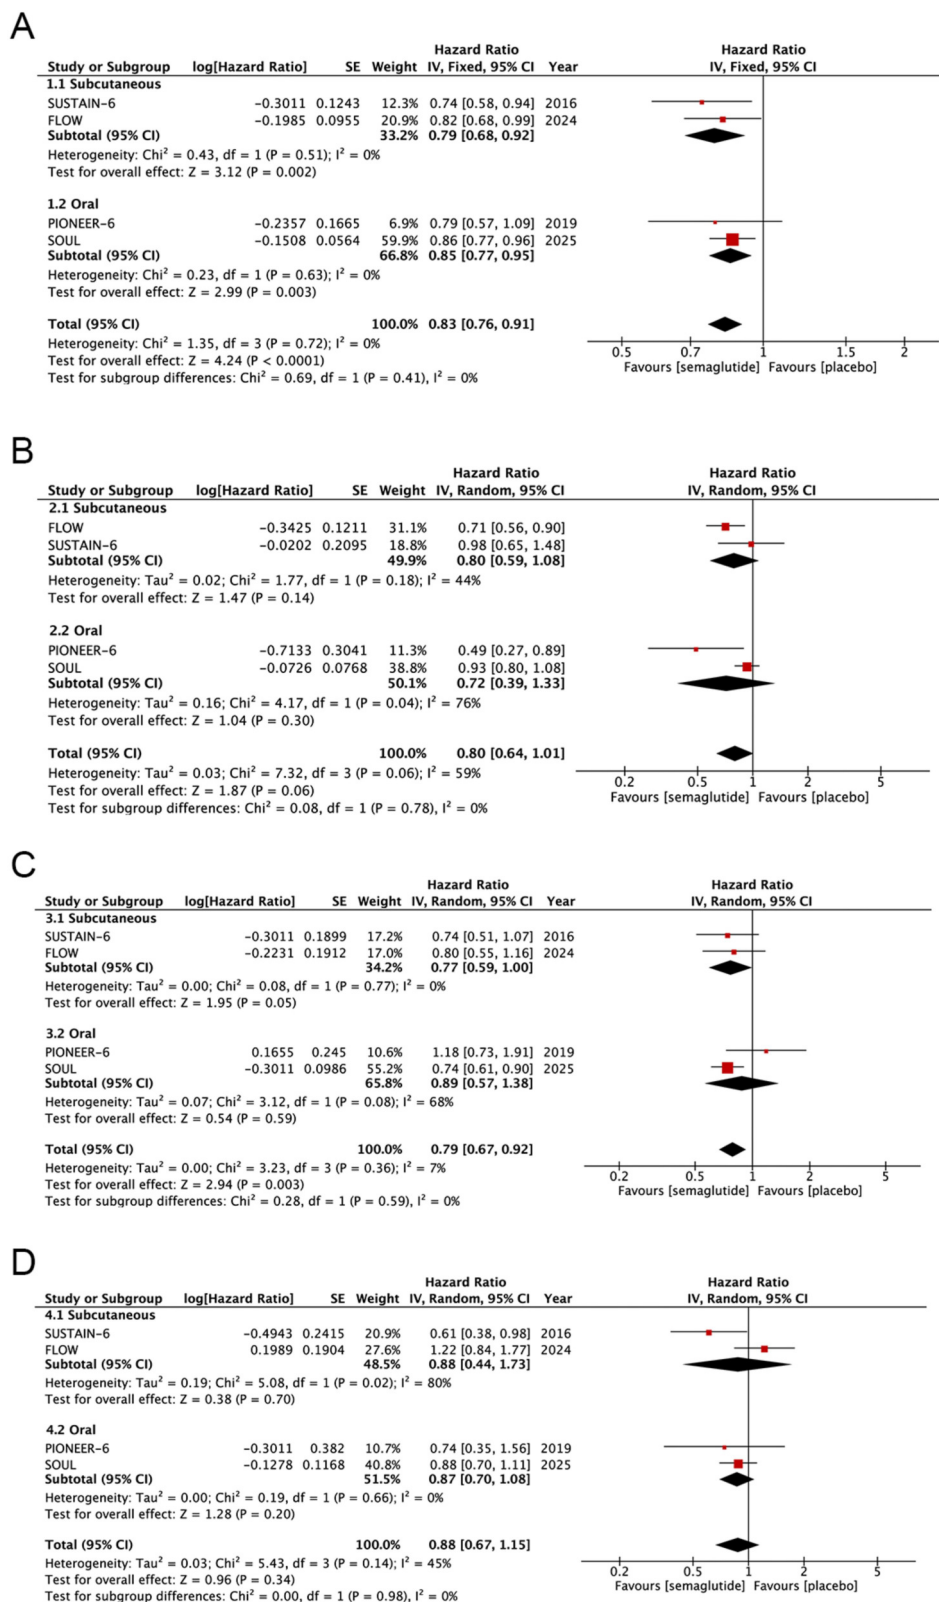 A
Hazard Ratio Hazard Ratio
Study or Subgroup log[Hazard Ratio] SE Weight IV, Fixed, 95% CI Year IV, Fixed, 95% CI
1.1 Subcutaneous
SUSTAIN-6 −0.3011 0.1243 12.3% 0.74 [0.58, 0.94] 2016
FLOW −0.1985 0.0955 20.9% 0.82 [0.68, 0.99] 2024
Subtotal (95% CI) 33.2% 0.79 [0.68, 0.92]
Heterogeneity: Chi² = 0.43, df = 1 (P = 0.51); I² = 0%
Test for overall effect: Z = 3.12 (P = 0.002)
1.2 Oral
PIONEER-6 −0.2357 0.1665 6.9% 0.79 [0.57, 1.09] 2019
SOUL −0.1508 0.0564 59.9% 0.86 [0.77, 0.96] 2025
Subtotal (95% CI) 66.8% 0.85 [0.77, 0.95]
Heterogeneity: Chi² = 0.23, df = 1 (P = 0.63); I² = 0%
Test for overall effect: Z = 2.99 (P = 0.003)
Total (95% CI) 100.0% 0.83 [0.76, 0.91]
Heterogeneity: Chi² = 1.35, df = 3 (P = 0.72); I² = 0%
Test for overall effect: Z = 4.24 (P < 0.0001)
Test for subgroup differences: Chi² = 0.69, df = 1 (P = 0.41), I² = 0%
0.5 0.7 1 1.5 2
Favours [semaglutide] Favours [placebo]
B
Hazard Ratio Hazard Ratio
Study or Subgroup log[Hazard Ratio] SE Weight IV, Random, 95% CI IV, Random, 95% CI
2.1 Subcutaneous
FLOW −0.3425 0.1211 31.1% 0.71 [0.56, 0.90]
SUSTAIN-6 −0.0202 0.2095 18.8% 0.98 [0.65, 1.48]
Subtotal (95% CI) 49.9% 0.80 [0.59, 1.08]
Heterogeneity: Tau² = 0.02; Chi² = 1.77, df = 1 (P = 0.18); I² = 44%
Test for overall effect: Z = 1.47 (P = 0.14)
2.2 Oral
PIONEER-6 −0.7133 0.3041 11.3% 0.49 [0.27, 0.89]
SOUL −0.0726 0.0768 38.8% 0.93 [0.80, 1.08]
Subtotal (95% CI) 50.1% 0.72 [0.39, 1.33]
Heterogeneity: Tau² = 0.16; Chi² = 4.17, df = 1 (P = 0.04); I² = 76%
Test for overall effect: Z = 1.04 (P = 0.30)
Total (95% CI) 100.0% 0.80 [0.64, 1.01]
Heterogeneity: Tau² = 0.03; Chi² = 7.32, df = 3 (P = 0.06); I² = 59%
Test for overall effect: Z = 1.87 (P = 0.06)
Test for subgroup differences: Chi² = 0.08, df = 1 (P = 0.78), I² = 0%
0.2 0.5 1 2 5
Favours [semaglutide] Favours [placebo]
C
Hazard Ratio Hazard Ratio
Study or Subgroup log[Hazard Ratio] SE Weight IV, Random, 95% CI Year IV, Random, 95% CI
3.1 Subcutaneous
SUSTAIN-6 −0.3011 0.1899 17.2% 0.74 [0.51, 1.07] 2016
FLOW −0.2231 0.1912 17.0% 0.80 [0.55, 1.16] 2024
Subtotal (95% CI) 34.2% 0.77 [0.59, 1.00]
Heterogeneity: Tau² = 0.00; Chi² = 0.08, df = 1 (P = 0.77); I² = 0%
Test for overall effect: Z = 1.95 (P = 0.05)
3.2 Oral
PIONEER-6 0.1655 0.245 10.6% 1.18 [0.73, 1.91] 2019
SOUL −0.3011 0.0986 55.2% 0.74 [0.61, 0.90] 2025
Subtotal (95% CI) 65.8% 0.89 [0.57, 1.38]
Heterogeneity: Tau² = 0.07; Chi² = 3.12, df = 1 (P = 0.08); I² = 68%
Test for overall effect: Z = 0.54 (P = 0.59)
Total (95% CI) 100.0% 0.79 [0.67, 0.92]
Heterogeneity: Tau² = 0.00; Chi² = 3.23, df = 3 (P = 0.36); I² = 7%
Test for overall effect: Z = 2.94 (P = 0.003)
Test for subgroup differences: Chi² = 0.28, df = 1 (P = 0.59), I² = 0%
0.2 0.5 1 2 5
Favours [semaglutide] Favours [placebo]
D
Hazard Ratio Hazard Ratio
Study or Subgroup log[Hazard Ratio] SE Weight IV, Random, 95% CI Year IV, Random, 95% CI
4.1 Subcutaneous
SUSTAIN-6 −0.4943 0.2415 20.9% 0.61 [0.38, 0.98] 2016
FLOW 0.1989 0.1904 27.6% 1.22 [0.84, 1.77] 2024
Subtotal (95% CI) 48.5% 0.88 [0.44, 1.73]
Heterogeneity: Tau² = 0.19; Chi² = 5.08, df = 1 (P = 0.02); I² = 80%
Test for overall effect: Z = 0.38 (P = 0.70)
4.2 Oral
PIONEER-6 −0.3011 0.382 10.7% 0.74 [0.35, 1.56] 2019
SOUL −0.1278 0.1168 40.8% 0.88 [0.70, 1.11] 2025
Subtotal (95% CI) 51.5% 0.87 [0.70, 1.08]
Heterogeneity: Tau² = 0.00; Chi² = 0.19, df = 1 (P = 0.66); I² = 0%
Test for overall effect: Z = 1.28 (P = 0.20)
Total (95% CI) 100.0% 0.88 [0.67, 1.15]
Heterogeneity: Tau² = 0.03; Chi² = 5.43, df = 3 (P = 0.14); I² = 45%
Test for overall effect: Z = 0.96 (P = 0.34)
Test for subgroup differences: Chi² = 0.00, df = 1 (P = 0.98), I² = 0%
0.2 0.5 1 2 5
Favours [semaglutide] Favours [placebo]